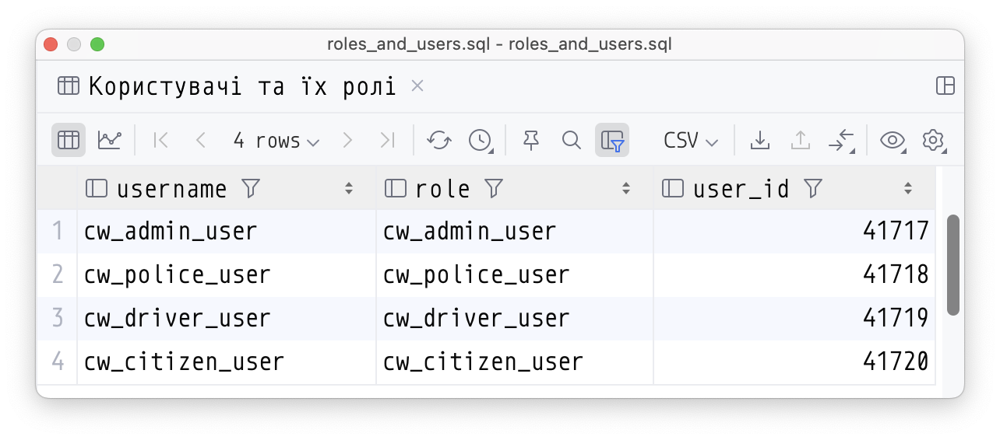 roles_and_users.sql - roles_and_users.sql
Користувачі та їх ролі
4 rows CSV
username role user_id
1 cw_admin_user cw_admin_user 41717
2 cw_police_user cw_police_user 41718
3 cw_driver_user cw_driver_user 41719
4 cw_citizen_user cw_citizen_user 41720